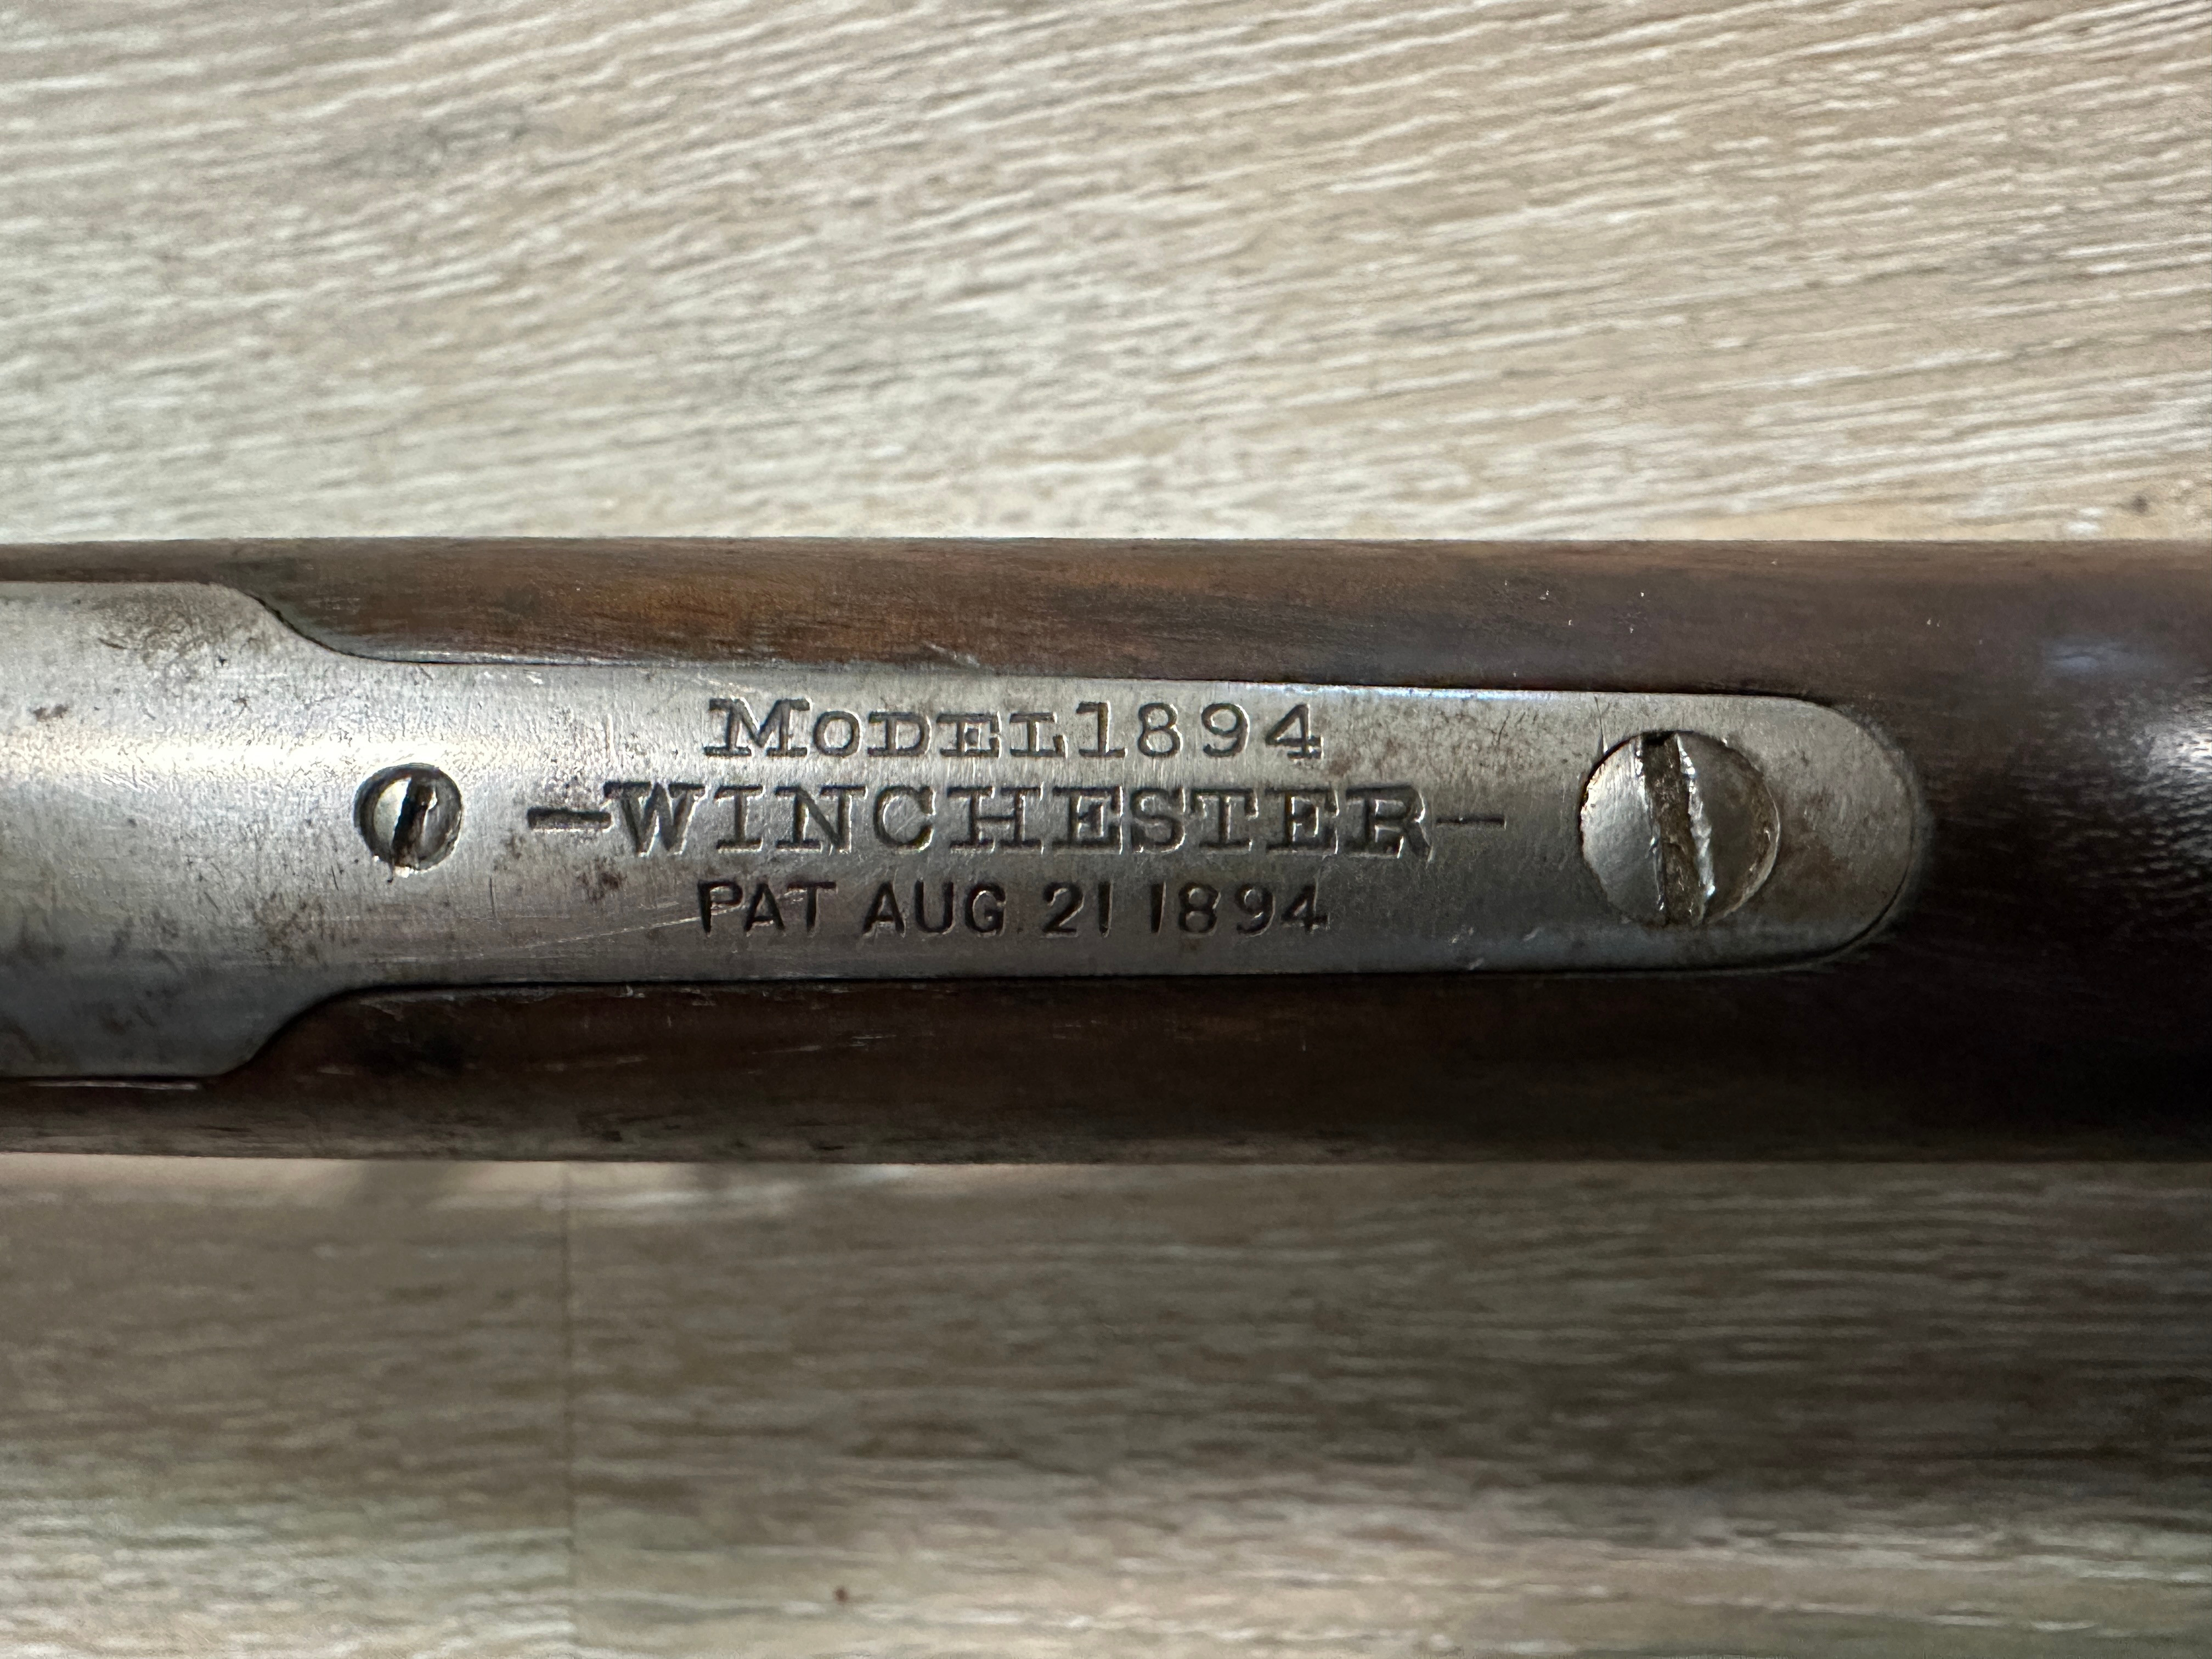 MODEL 1894
-WINCHESTER-
PAT AUG. 21 1894